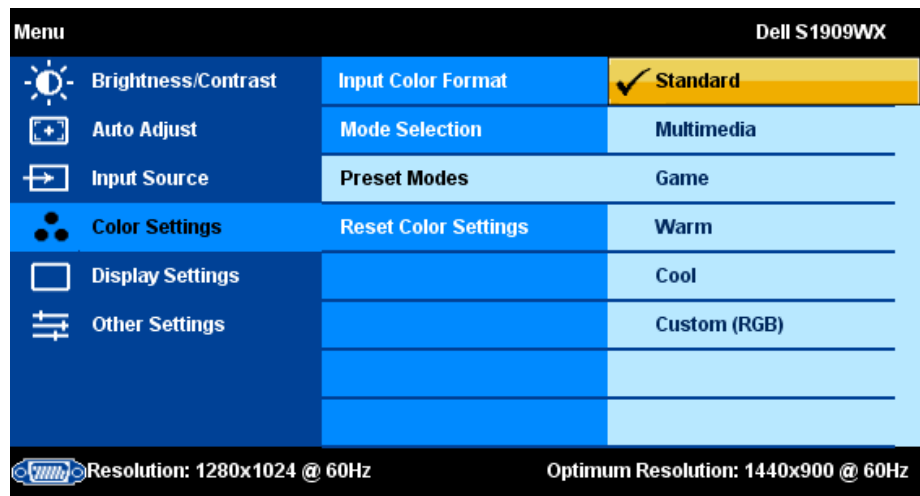 Menu Dell S1909WX
Brightness/Contrast Input Color Format Standard
Auto Adjust Mode Selection Multimedia
Input Source Preset Modes Game
Color Settings Reset Color Settings Warm
Display Settings Cool
Other Settings Custom (RGB)
Resolution: 1280x1024 @ 60Hz Optimum Resolution: 1440x900 @ 60Hz